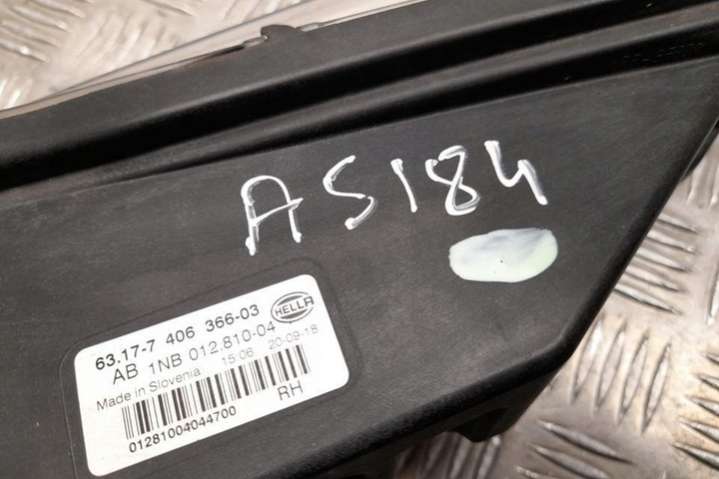 AS184
63.17-7 406 366-03
HELLA
AB 1NB 012.810-04
Made in Slovenia 15:06 20-09-18
01281004044700
RH